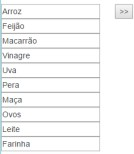 Arroz
>>
Feijão
Macarrão
Vinagre
Uva
Pera
Maça
Ovos
Leite
Farinha